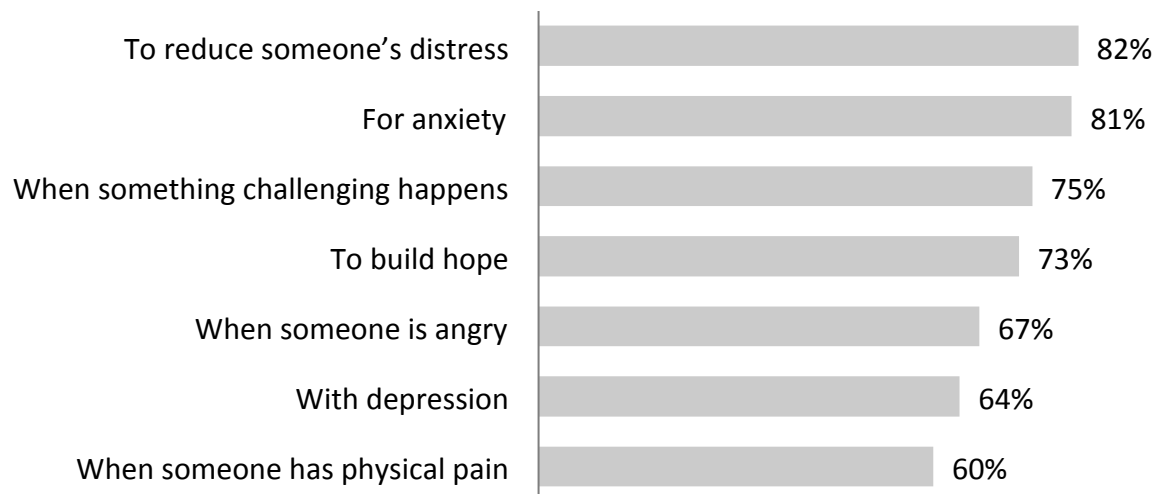 To reduce someone’s distress 82%
For anxiety 81%
When something challenging happens 75%
To build hope 73%
When someone is angry 67%
With depression 64%
When someone has physical pain 60%